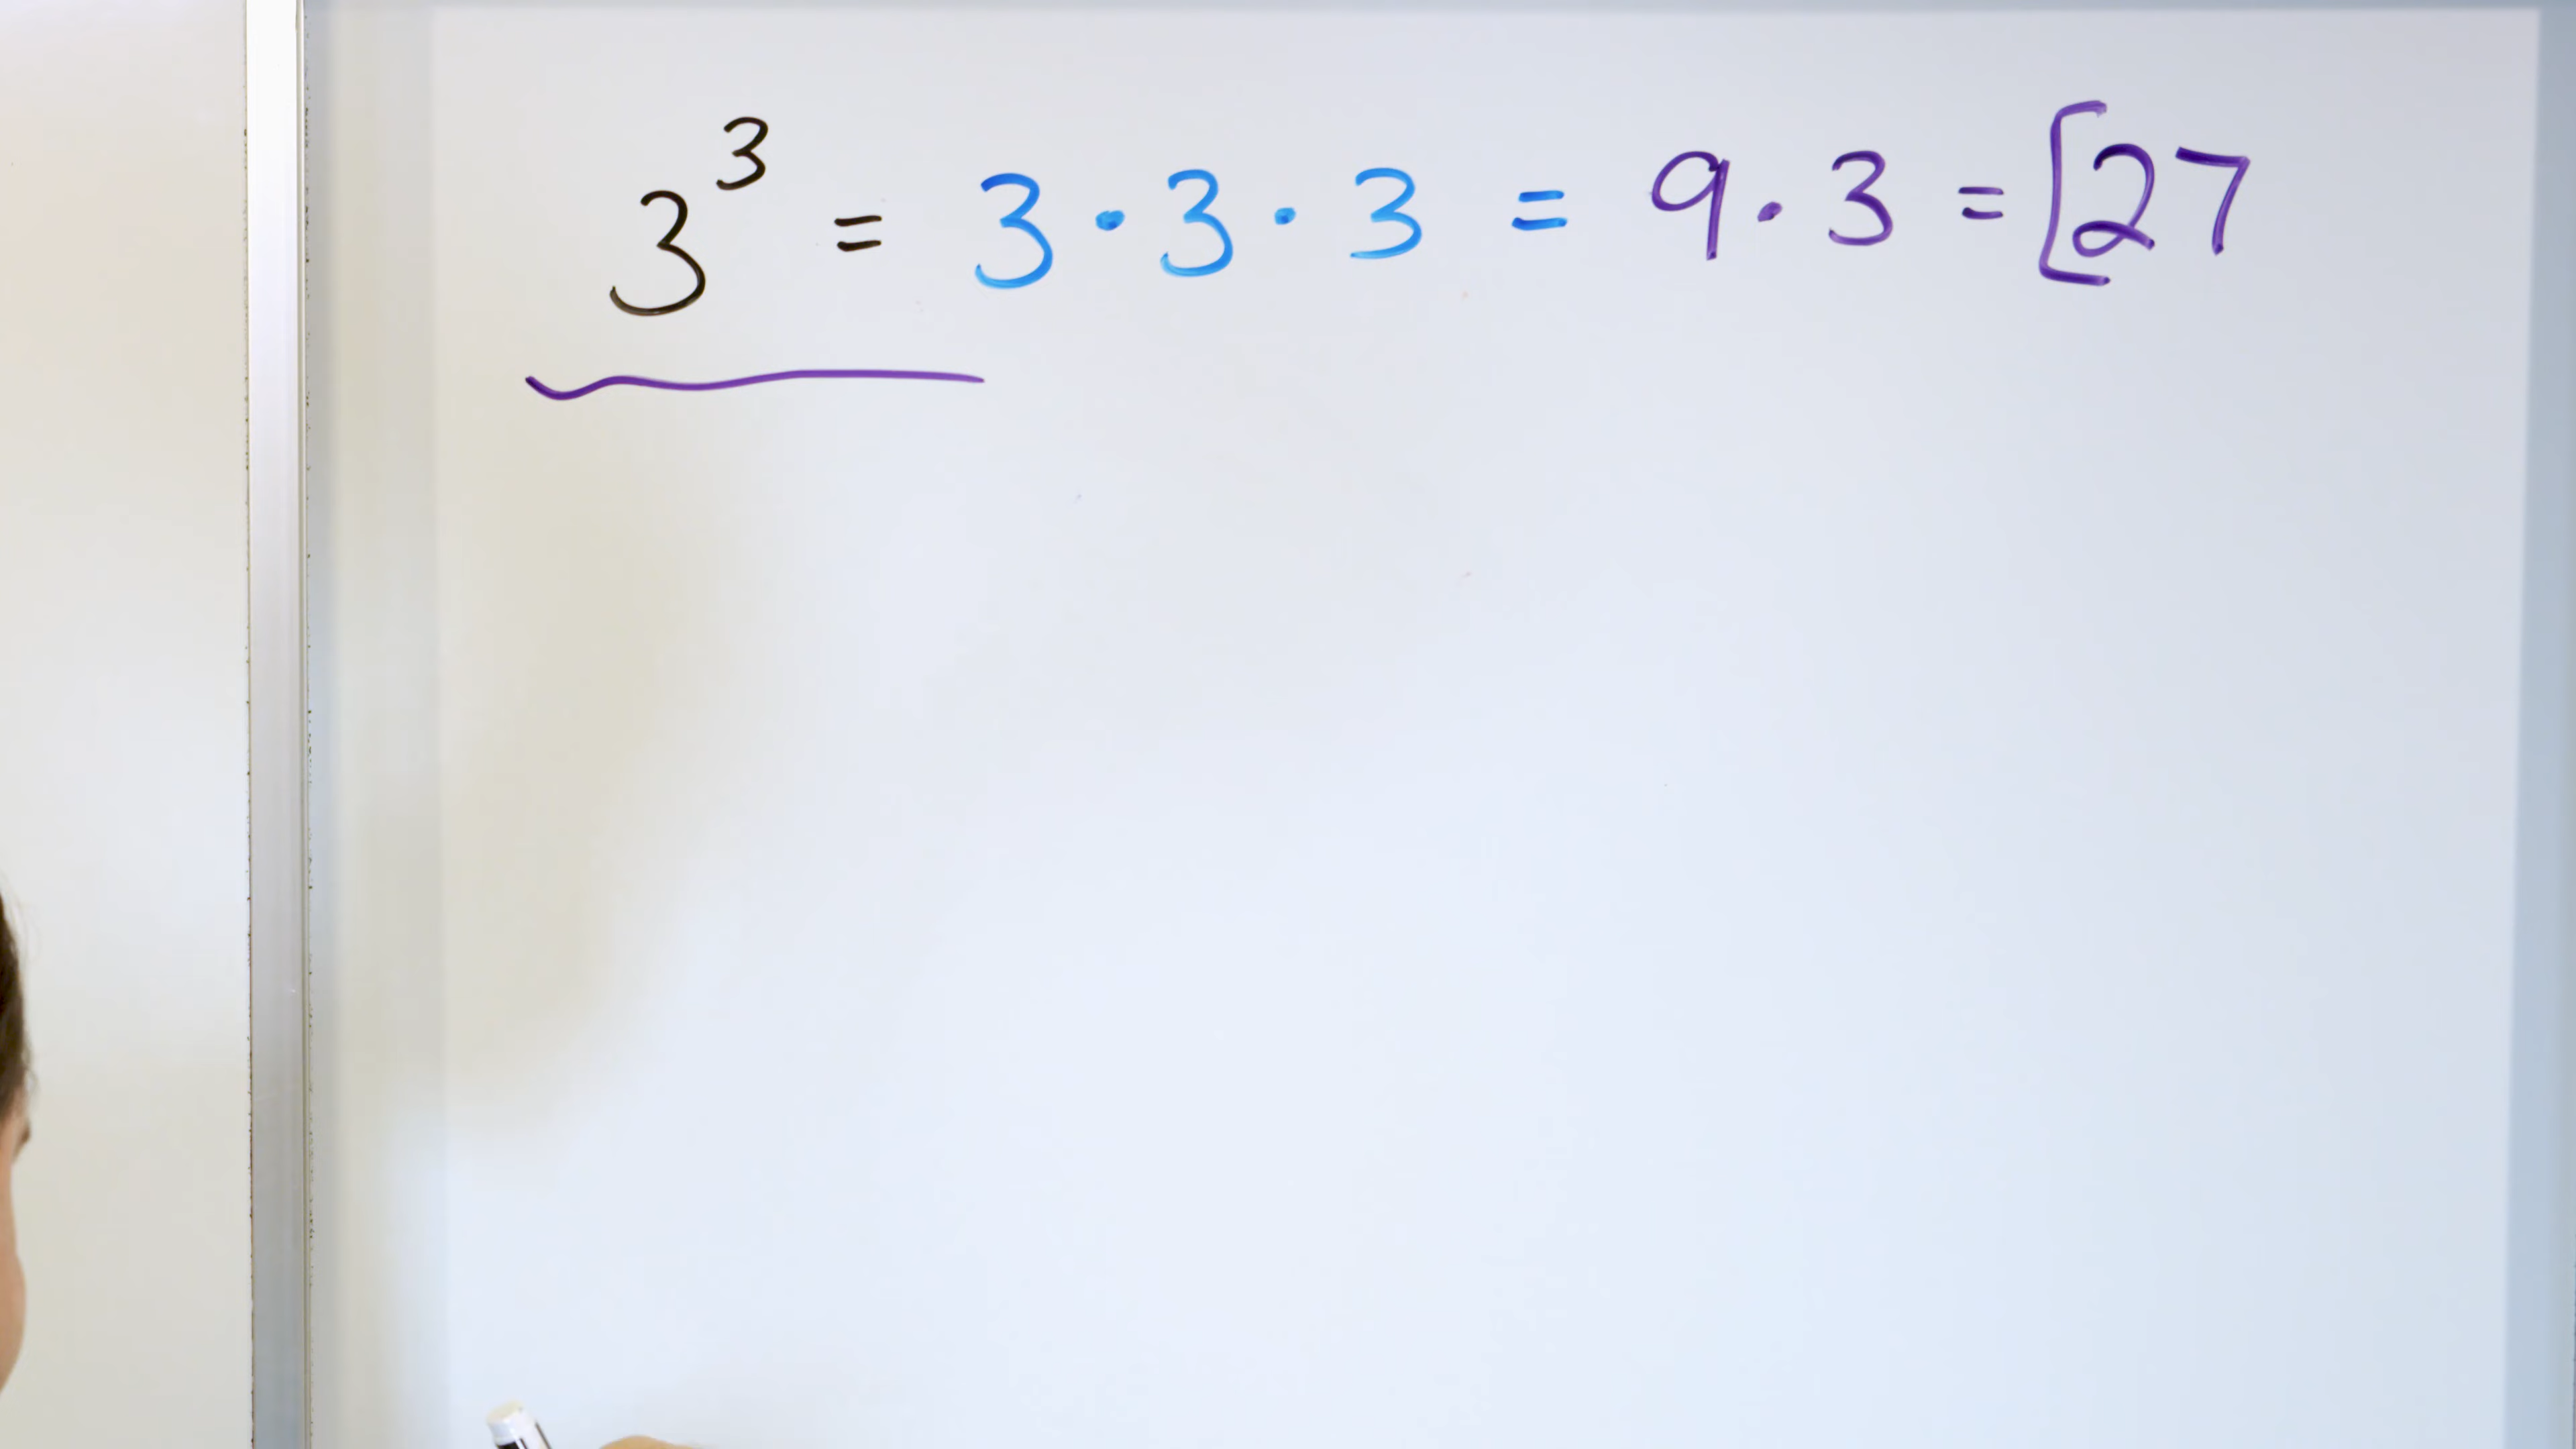 3³ = 3 · 3 · 3 = 9 · 3 = [27